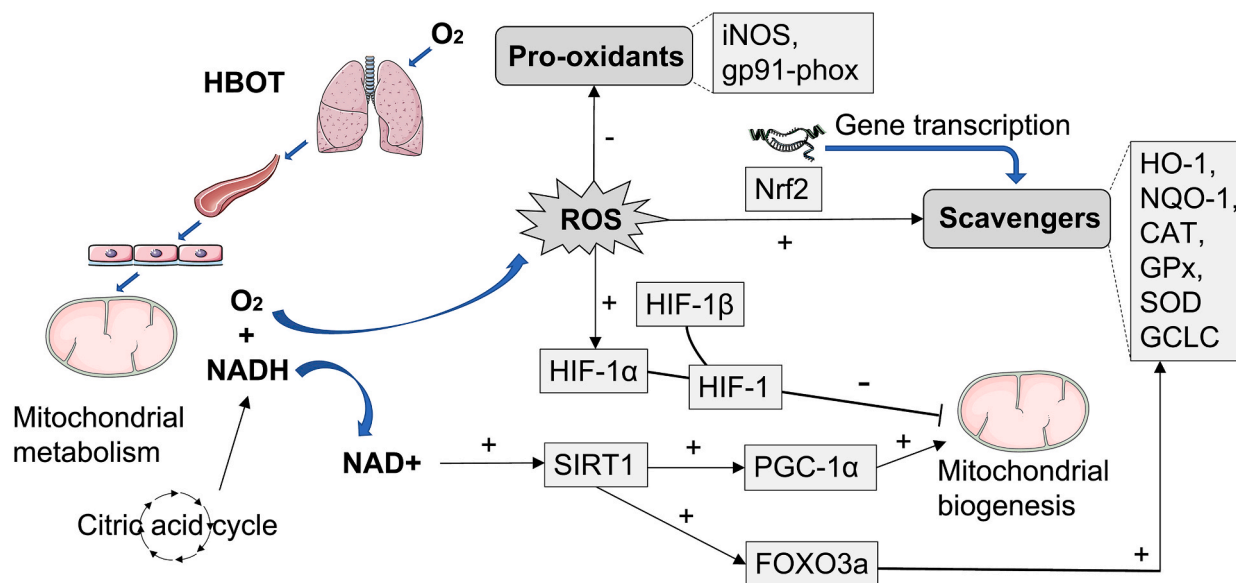 O₂
HBOT
Pro-oxidants
iNOS,
gp91-phox
-
Gene transcription
Nrf2
ROS
+
Scavengers
HO-1,
NQO-1,
CAT,
GPx,
SOD
GCLC
O₂
+
NADH
+
HIF-1β
HIF-1α
HIF-1
-
Mitochondrial
metabolism
NAD+
+
SIRT1
+
PGC-1α
+
Mitochondrial
biogenesis
Citric acid cycle
+
FOXO3a
+